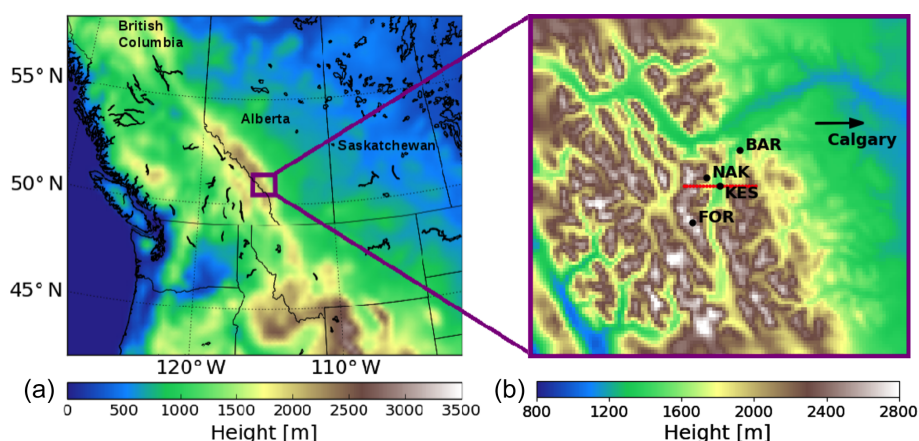 British
Columbia
Alberta
Saskatchewan
55° N
50° N
45° N
120° W
110° W
BAR
NAK
KES
FOR
Calgary
(a)
0 500 1000 1500 2000 2500 3000 3500
Height [m]
(b)
800 1200 1600 2000 2400 2800
Height [m]